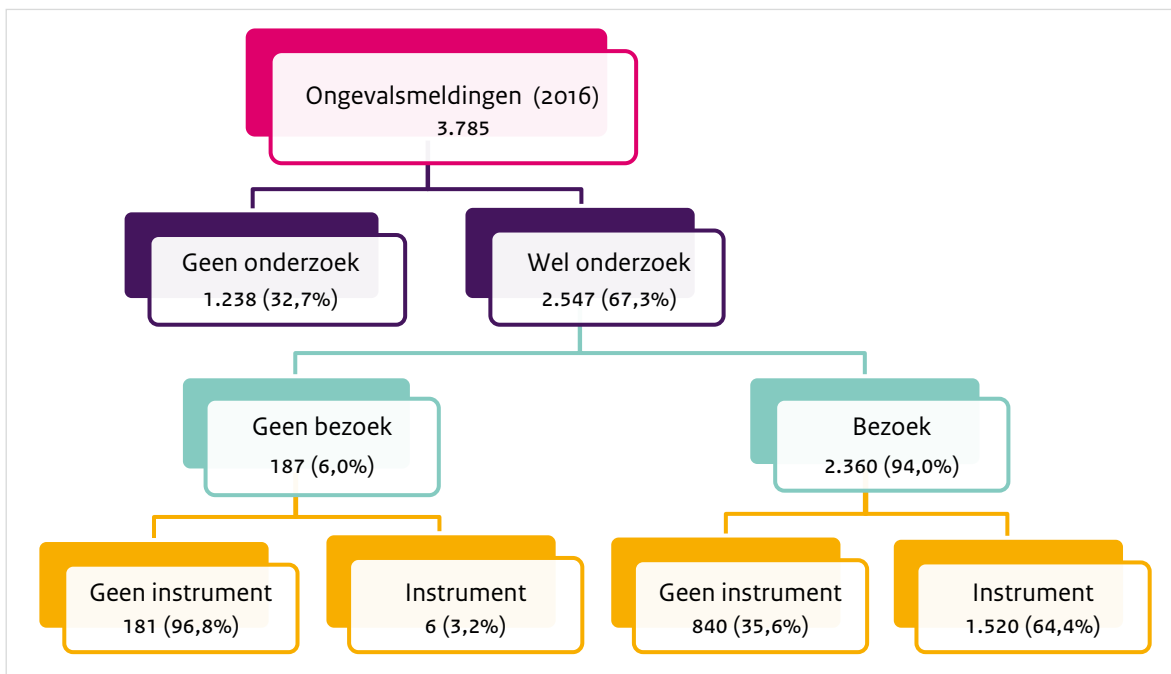 Ongevalsmeldingen (2016)
3.785
Geen onderzoek
1.238 (32,7%)
Wel onderzoek
2.547 (67,3%)
Geen bezoek
187 (6,0%)
Bezoek
2.360 (94,0%)
Geen instrument
181 (96,8%)
Instrument
6 (3,2%)
Geen instrument
840 (35,6%)
Instrument
1.520 (64,4%)